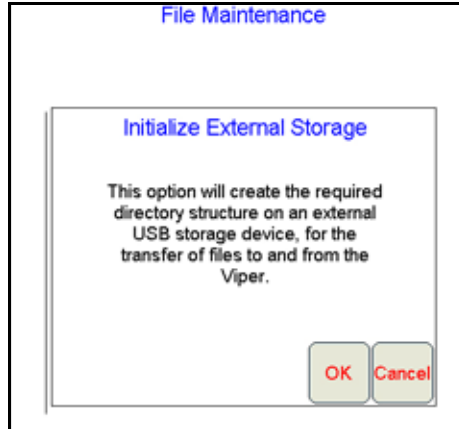 File Maintenance
Initialize External Storage
This option will create the required
directory structure on an external
USB storage device, for the
transfer of files to and from the
Viper.
OK
Cancel